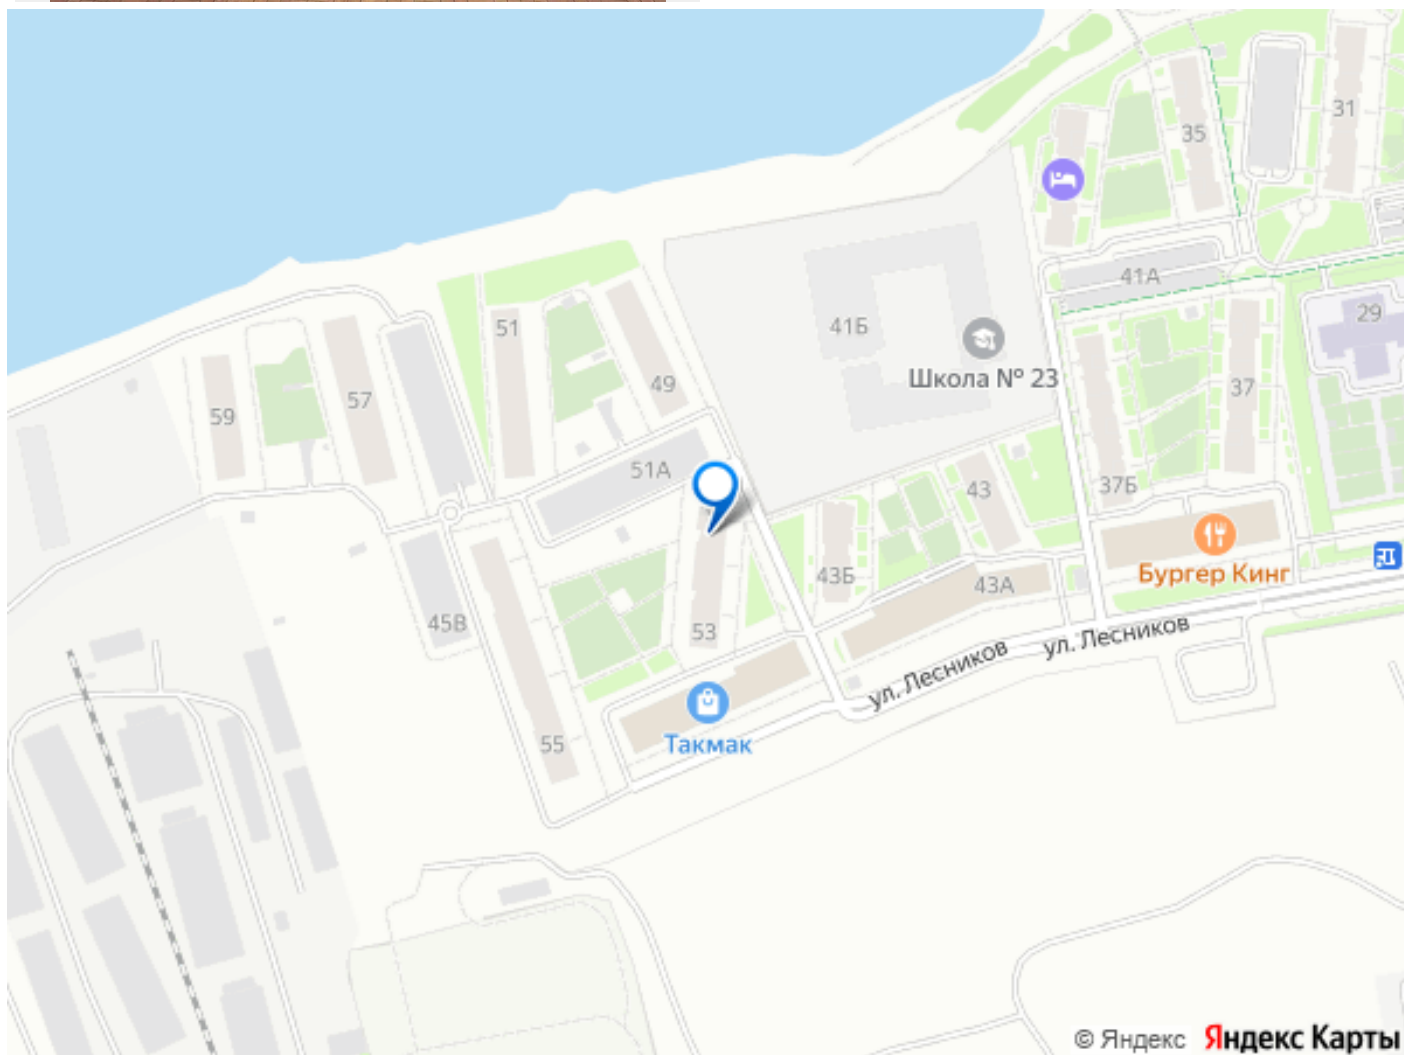 31
35
41А
29
51
41Б
49
Школа № 23
37
57
59
51А
43
37Б
43Б
Бургер Кинг
43А
45В
53
ул. Лесников
ул. Лесников
55
Такмак
© Яндекс Яндекс Карты